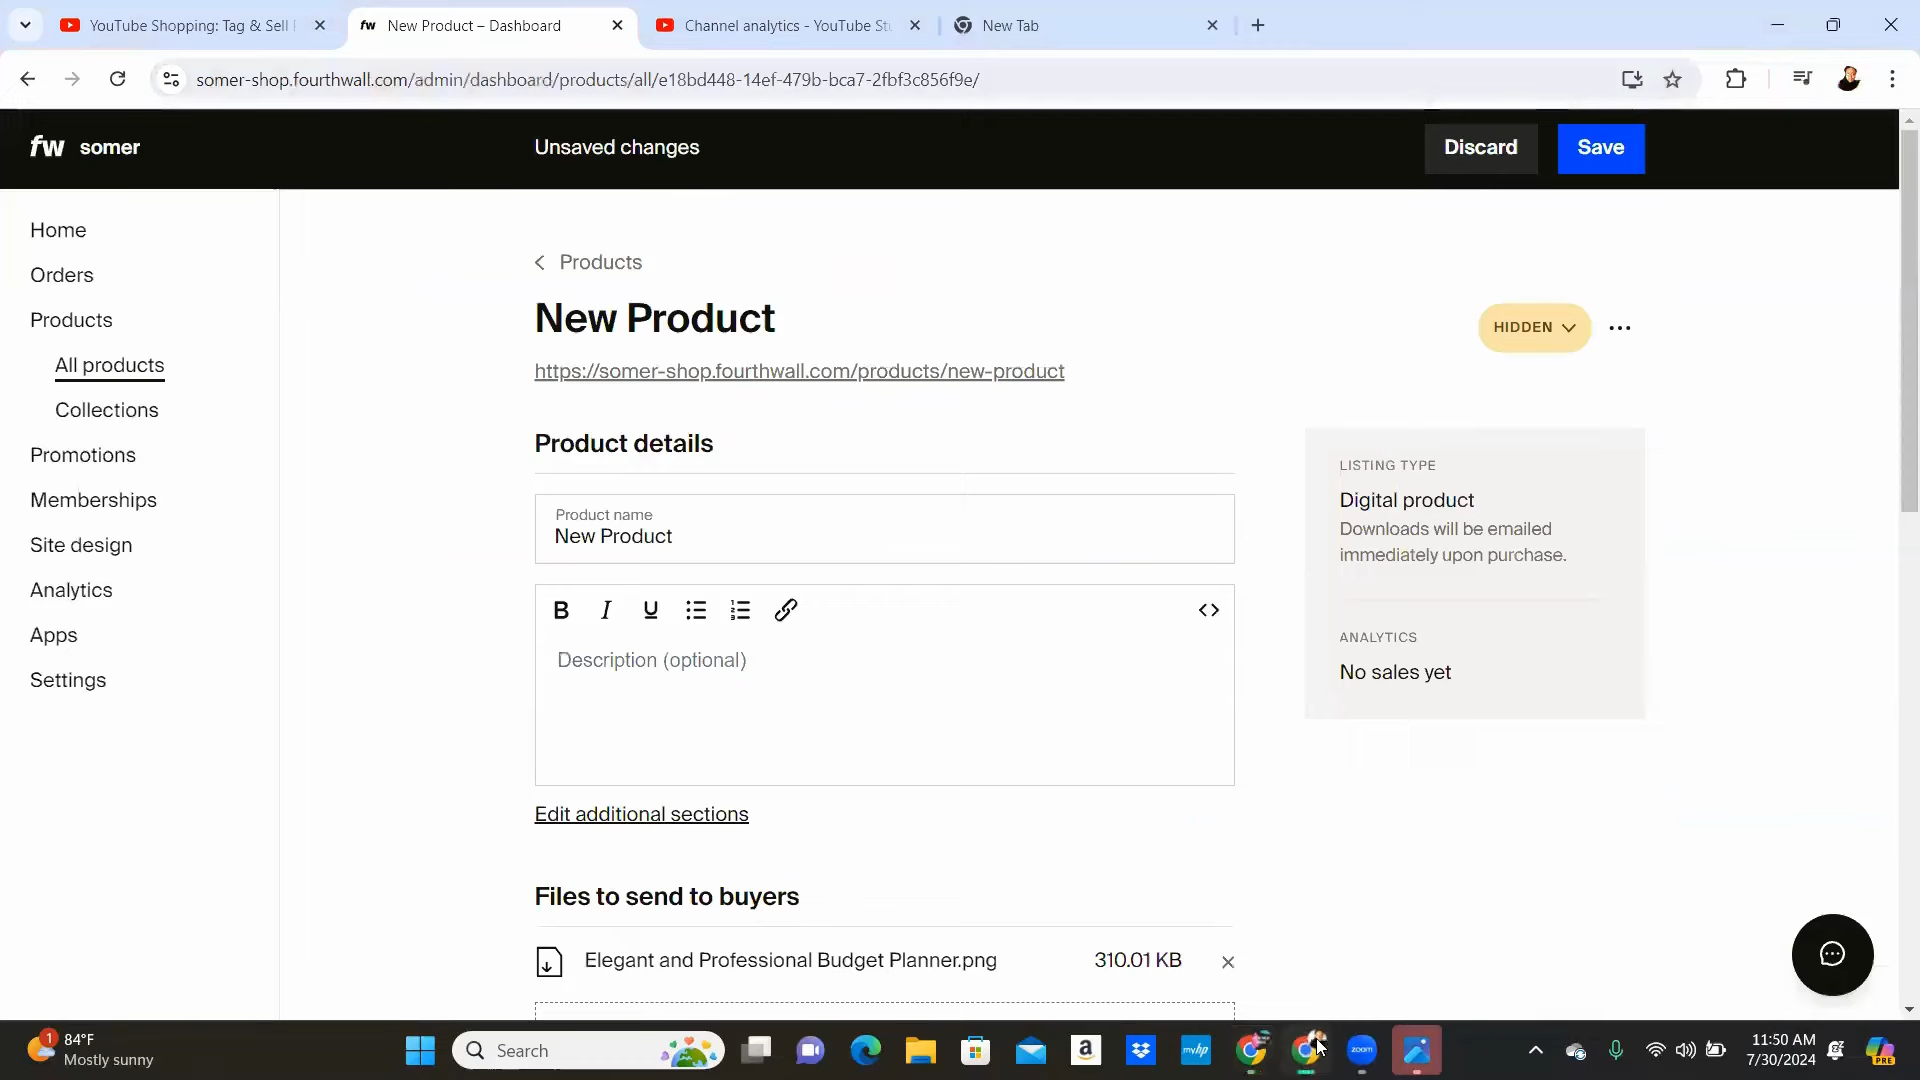 YouTube Shopping: Tag & Sell
New Product – Dashboard
Channel analytics - YouTube Stu
New Tab
somer-shop.fourthwall.com/admin/dashboard/products/all/e18bd448-14ef-479b-bca7-2fbf3c856f9e/
fw somer
Unsaved changes
Discard
Save
Home
Orders
Products
All products
Collections
Promotions
Memberships
Site design
Analytics
Apps
Settings
Products
New Product
HIDDEN
https://somer-shop.fourthwall.com/products/new-product
Product details
Product name
New Product
B I U
Description (optional)
Edit additional sections
LISTING TYPE
Digital product
Downloads will be emailed
immediately upon purchase.
ANALYTICS
No sales yet
Files to send to buyers
Elegant and Professional Budget Planner.png
310.01 KB
1
84°F
Mostly sunny
Search
a
myhp
zoom
11:50 AM
7/30/2024
PRE